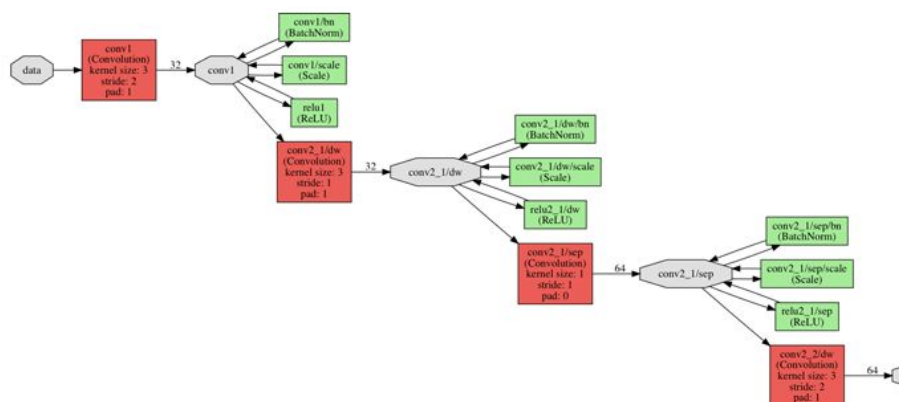 data
conv1
(Convolution)
kernel size: 3
stride: 2
pad: 1
32
conv1
conv1/bn
(BatchNorm)
conv1/scale
(Scale)
relu1
(ReLU)
conv2_1/dw
(Convolution)
kernel size: 3
stride: 1
pad: 1
32
conv2_1/dw
conv2_1/dw/bn
(BatchNorm)
conv2_1/dw/scale
(Scale)
relu2_1/dw
(ReLU)
conv2_1/sep
(Convolution)
kernel size: 1
stride: 1
pad: 0
64
conv2_1/sep
conv2_1/sep/bn
(BatchNorm)
conv2_1/sep/scale
(Scale)
relu2_1/sep
(ReLU)
conv2_2/dw
(Convolution)
kernel size: 3
stride: 2
pad: 1
64